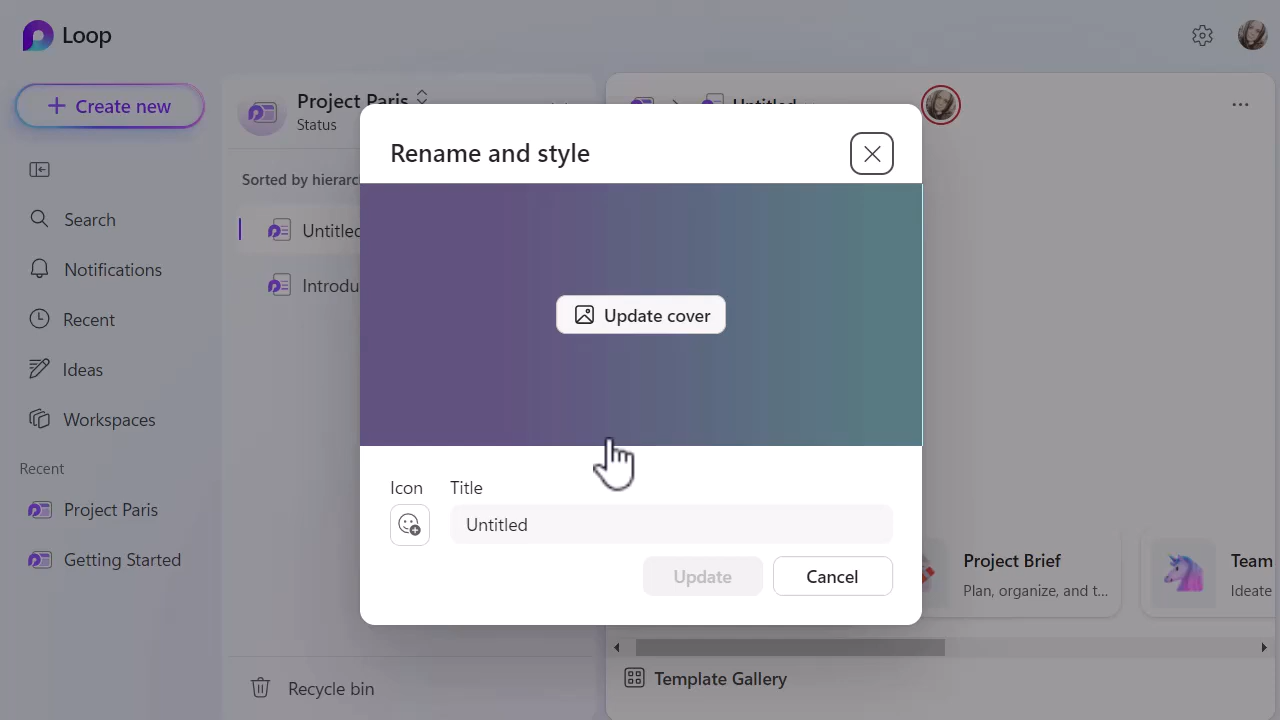 Loop
Create new
Search
Notifications
Recent
Ideas
Workspaces
Recent
Project Paris
Getting Started
Project Paris
Status
Sorted by hierarc
Untitled
Introdu
Recycle bin
Untitled
Rename and style
Update cover
Icon
Title
Untitled
Update
Cancel
Project Brief
Plan, organize, and t...
Team
Ideate
Template Gallery